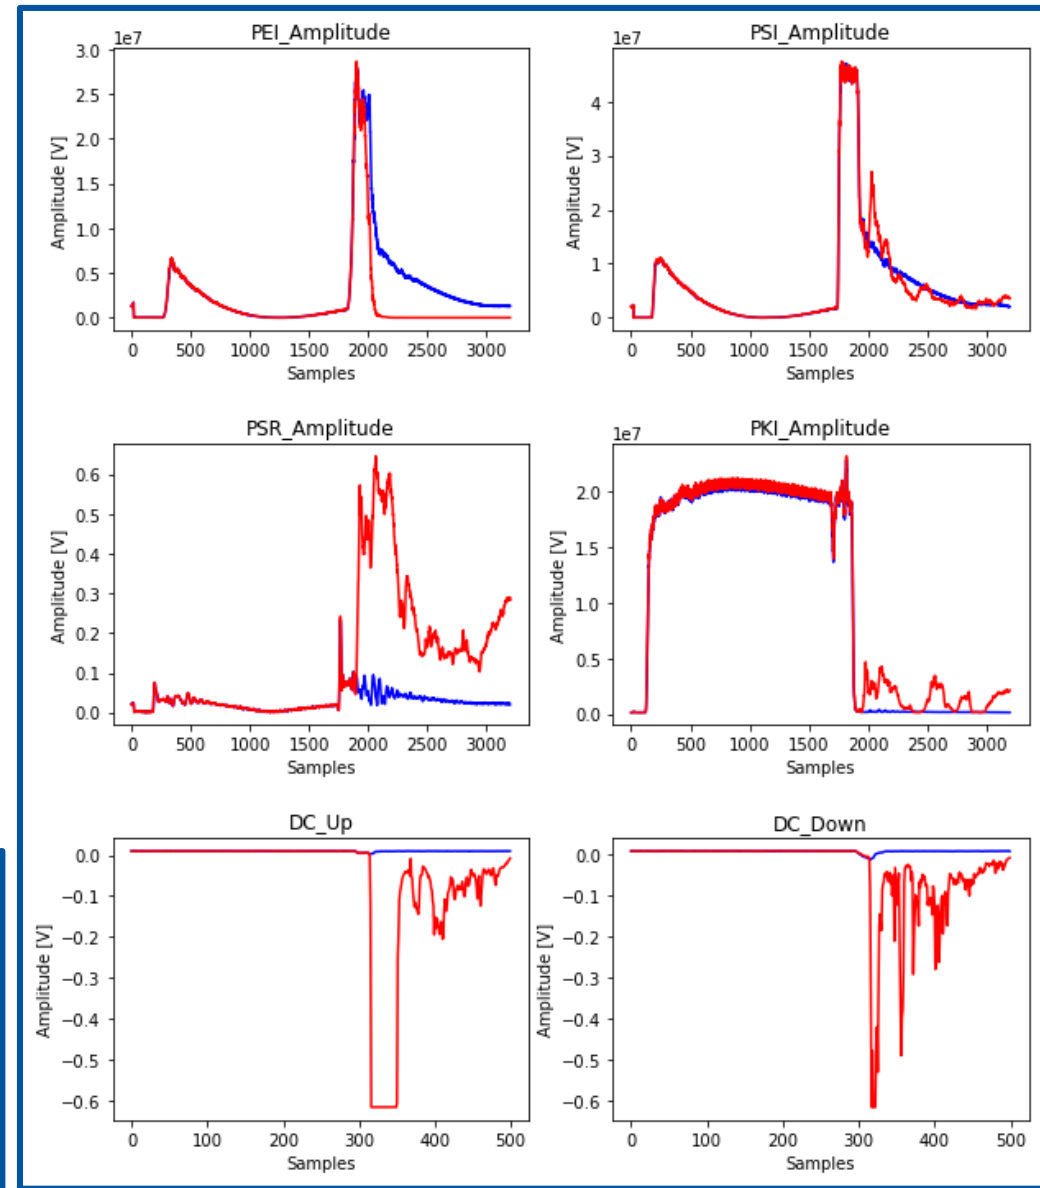 PEI_Amplitude
1e7
3.0
2.5
2.0
1.5
1.0
0.5
0.0
Amplitude [V]
0 500 1000 1500 2000 2500 3000
Samples
PSI_Amplitude
1e7
4
3
2
1
0
Amplitude [V]
0 500 1000 1500 2000 2500 3000
Samples
PSR_Amplitude
0.6
0.5
0.4
0.3
0.2
0.1
0.0
Amplitude [V]
0 500 1000 1500 2000 2500 3000
Samples
PKI_Amplitude
1e7
2.0
1.5
1.0
0.5
0.0
Amplitude [V]
0 500 1000 1500 2000 2500 3000
Samples
DC_Up
0.0
−0.1
−0.2
−0.3
−0.4
−0.5
−0.6
Amplitude [V]
0 100 200 300 400 500
Samples
DC_Down
0.0
−0.1
−0.2
−0.3
−0.4
−0.5
−0.6
Amplitude [V]
0 100 200 300 400 500
Samples